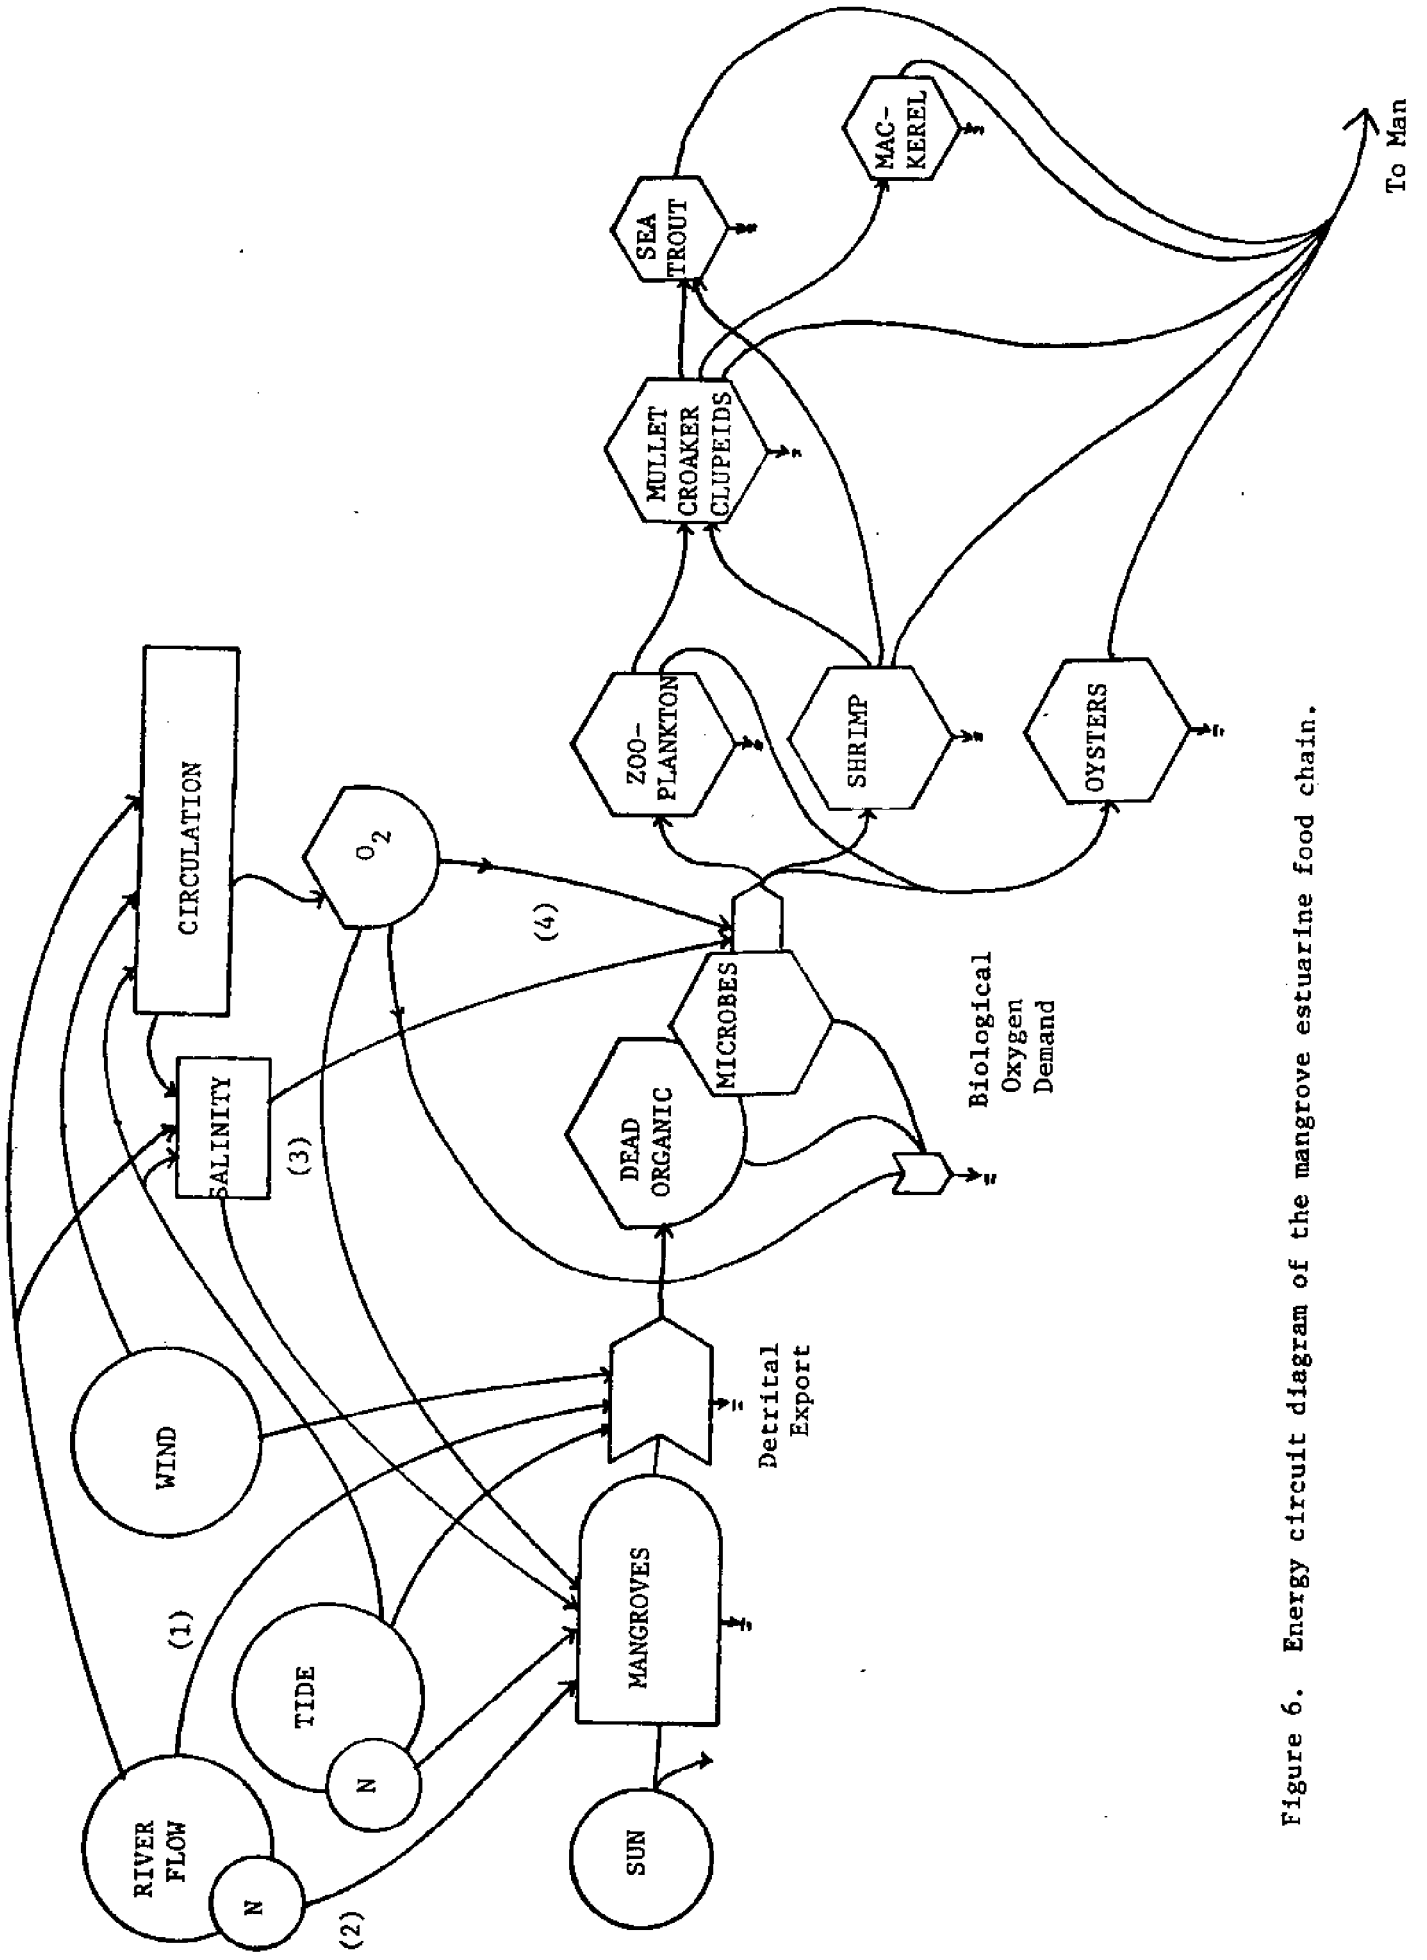 RIVER
FLOW
N
(2)
(1)
TIDE
N
WIND
SUN
MANGROVES
Detrital
Export
SALINITY
(3)
CIRCULATION
O2
(4)
DEAD
ORGANIC
MICROBES
Biological
Oxygen
Demand
ZOO-
PLANKTON
SHRIMP
OYSTERS
MULLET
CROAKER
CLUPEIDS
SEA
TROUT
MAC-
KEREL
To Man
Figure 6. Energy circuit diagram of the mangrove estuarine food chain.